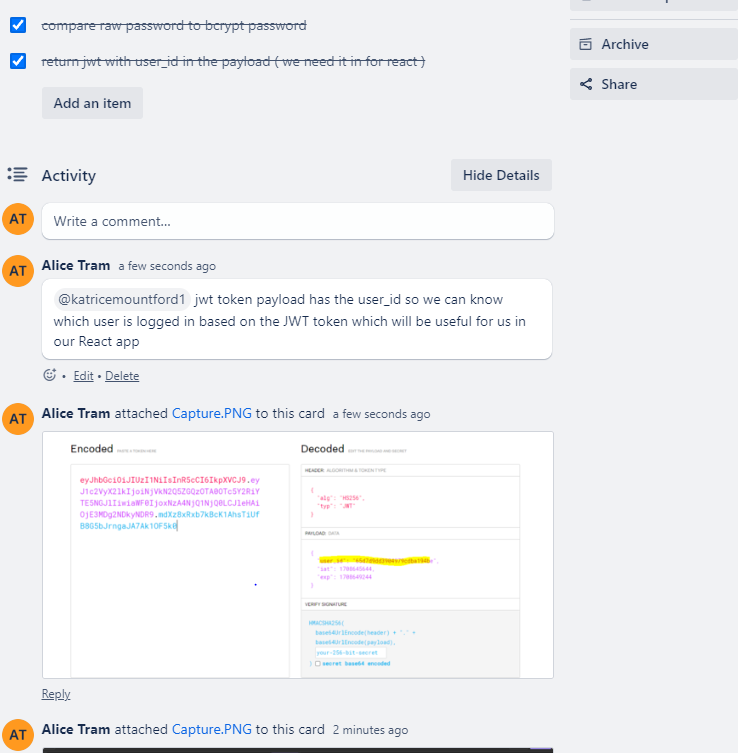 compare raw password to bcrypt password
return jwt with user_id in the payload ( we need it in for react )
Add an item
Archive
Share
Activity
Hide Details
AT
Write a comment...
AT
Alice Tram a few seconds ago
@katricemountford1 jwt token payload has the user_id so we can know
which user is logged in based on the JWT token which will be useful for us in
our React app
Edit • Delete
AT
Alice Tram attached Capture.PNG to this card a few seconds ago
Encoded PASTE A TOKEN HERE
Decoded EDIT THE PAYLOAD AND SECRET
HEADER: ALGORITHM & TOKEN TYPE
{
"alg": "HS256",
"typ": "JWT"
}
PAYLOAD: DATA
{
"iat": 1708645644,
"exp": 1708649244
}
VERIFY SIGNATURE
HMACSHA256(
base64UrlEncode(header) + "." +
base64UrlEncode(payload),
your-256-bit-secret
) secret base64 encoded
Reply
AT
Alice Tram attached Capture.PNG to this card 2 minutes ago